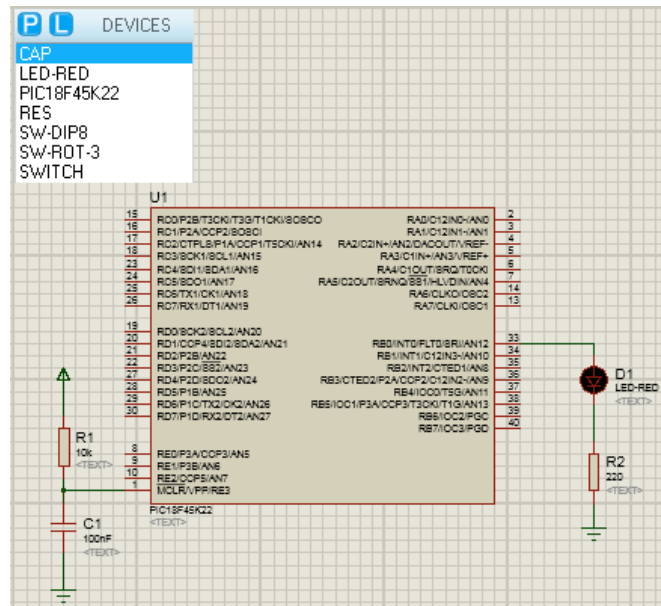 P L DEVICES
CAP
LED-RED
PIC18F45K22
RES
SW-DIP8
SW-ROT-3
SWITCH
U1
15 RC0/P2B/T3CKI/T3G/T1CKI/SOSCO
16 RC1/P2A/CCP2/SOSCI
17 RC2/CTPLS/P1A/CCP1/T5CKI/AN14
18 RC3/SCK1/SCL1/AN15
23 RC4/SDI1/SDA1/AN16
24 RC5/SDO1/AN17
25 RC6/TX1/CK1/AN18
26 RC7/RX1/DT1/AN19
19 RD0/SCK2/SCL2/AN20
20 RD1/CCP4/SDI2/SDA2/AN21
21 RD2/P2B/AN22
22 RD3/P2C/SS2/AN23
27 RD4/P2D/SDO2/AN24
28 RD5/P1B/AN25
29 RD6/P1C/TX2/CK2/AN26
30 RD7/P1D/RX2/DT2/AN27
8 RE0/P3A/CCP3/AN5
9 RE1/P3B/AN6
10 RE2/CCP5/AN7
1 MCLR/VPP/RE3
RA0/C12IN0-/AN0 2
RA1/C12IN1-/AN1 3
RA2/C2IN+/AN2/DACOUT/VREF- 4
RA3/C1IN+/AN3/VREF+ 5
RA4/C1OUT/SRQ/T0CKI 6
RA5/C2OUT/SRNQ/SS1/HLVDIN/AN4 7
RA6/CLKO/OSC2 14
RA7/CLKI/OSC1 13
RB0/INT0/FLT0/SRI/AN12 33
RB1/INT1/C12IN3-/AN10 34
RB2/INT2/CTED1/AN8 35
RB3/CTED2/P2A/CCP2/C12IN2-/AN9 36
RB4/IOC0/T5G/AN11 37
RB5/IOC1/P3A/CCP3/T3CKI/T1G/AN13 38
RB6/IOC2/PGC 39
RB7/IOC3/PGD 40
PIC18F45K22
<TEXT>
R1
10k
<TEXT>
C1
100nF
<TEXT>
D1
LED-RED
<TEXT>
R2
220
<TEXT>